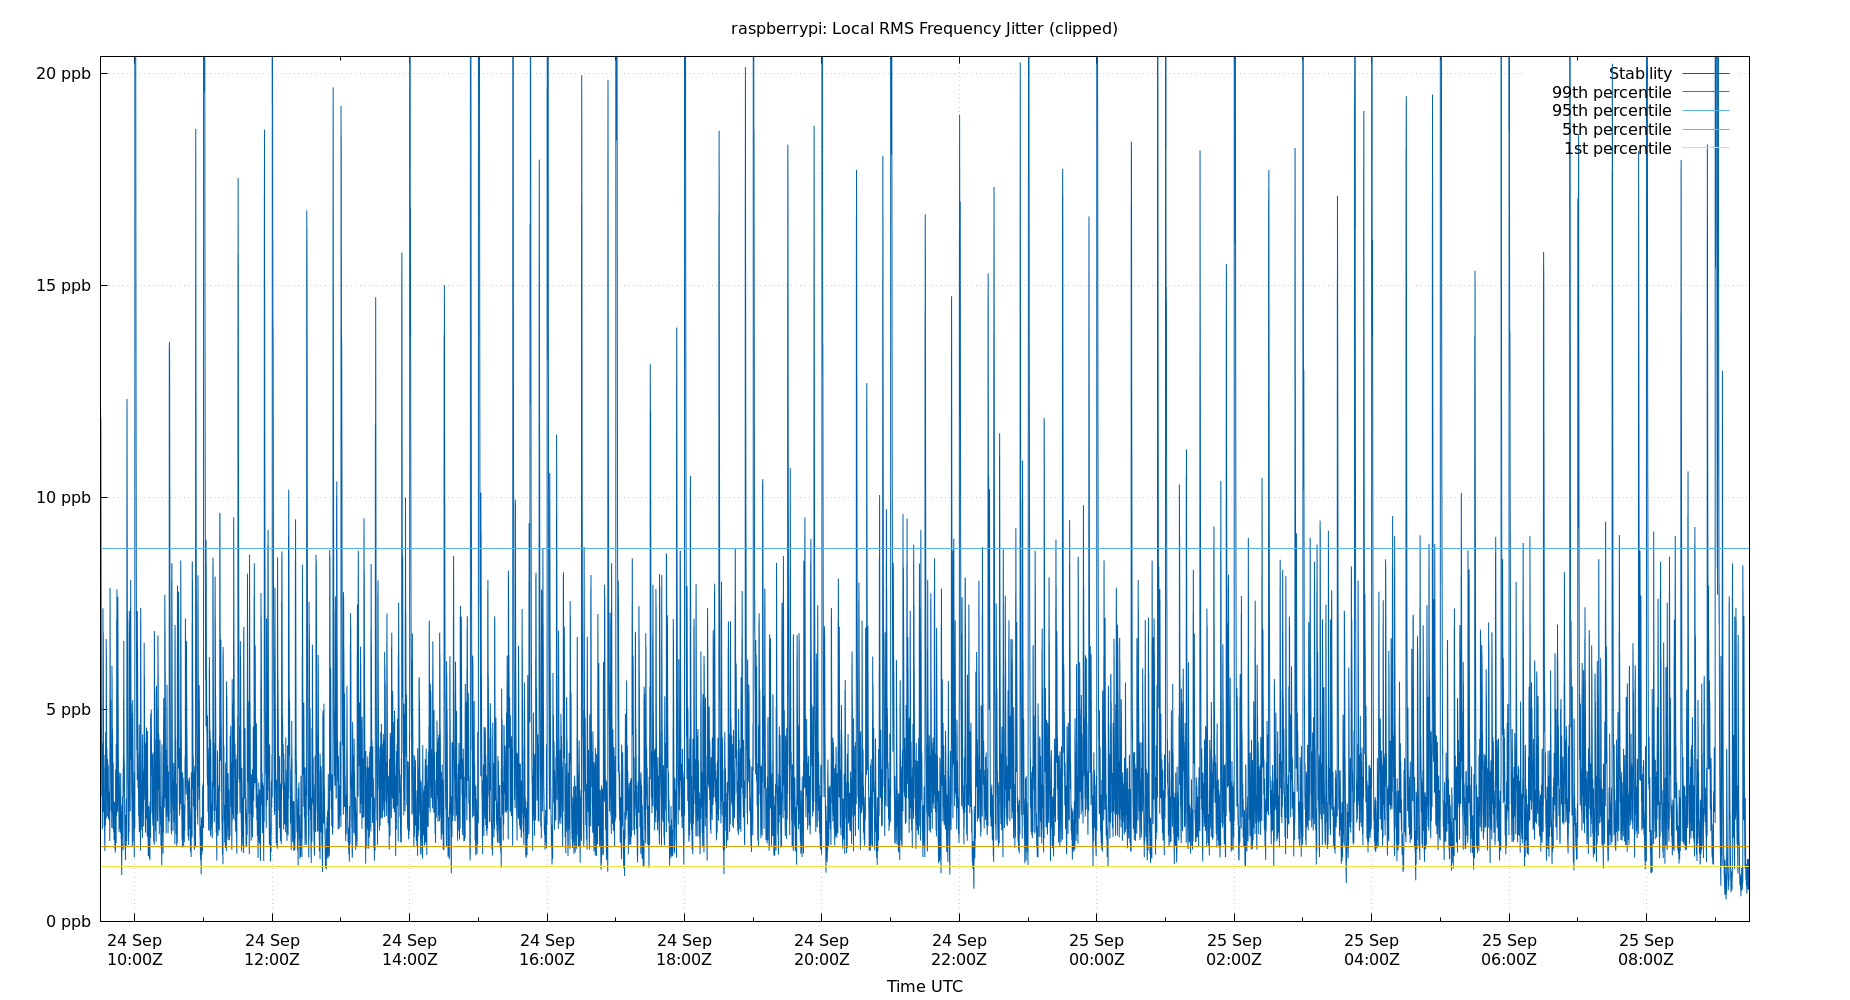 raspberrypi: Local RMS Frequency Jitter (clipped)
20 ppb
15 ppb
10 ppb
5 ppb
0 ppb
Stability
99th percentile
95th percentile
5th percentile
1st percentile
24 Sep 24 Sep 24 Sep 24 Sep 24 Sep 24 Sep 24 Sep 25 Sep 25 Sep 25 Sep 25 Sep 25 Sep
10:00Z 12:00Z 14:00Z 16:00Z 18:00Z 20:00Z 22:00Z 00:00Z 02:00Z 04:00Z 06:00Z 08:00Z
Time UTC